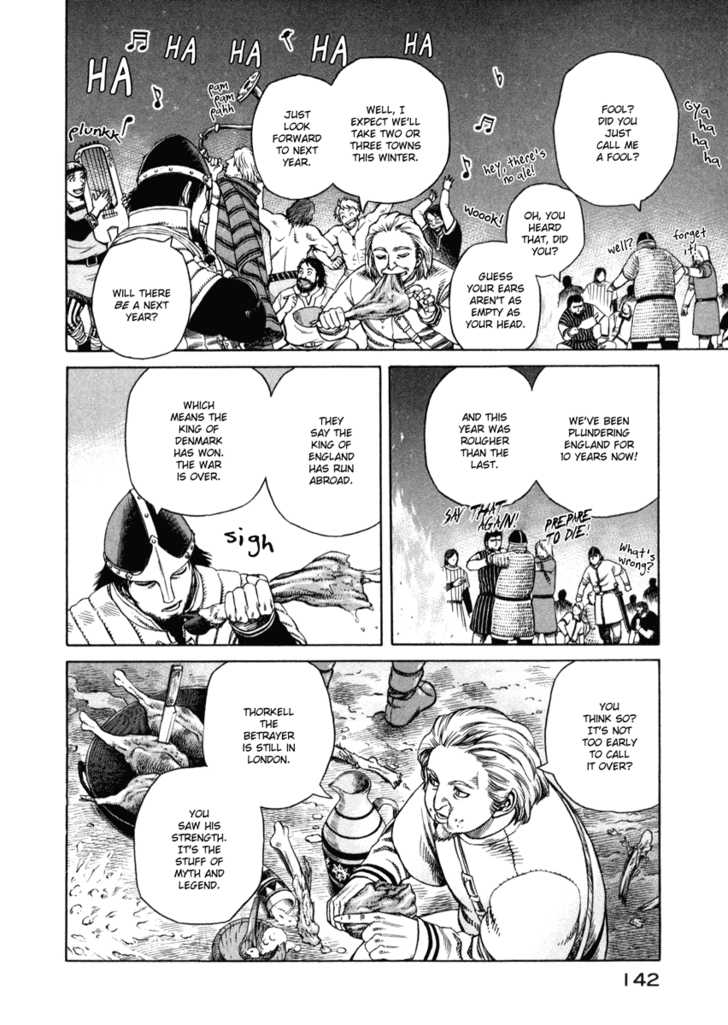 FOOL?
DID YOU
JUST
CALL ME
A FOOL?
Gya
ha
ha
ha
OH, YOU
HEARD
THAT, DID
YOU?
GUESS
YOUR EARS
AREN'T AS
EMPTY AS
YOUR HEAD.
well?
forget
it!
hey, there's
no ale!
woook!
HA
HA
HA
HA
HA
WELL, I
EXPECT WE'LL
TAKE TWO OR
THREE TOWNS
THIS WINTER.
JUST
LOOK
FORWARD
TO NEXT
YEAR.
pam
pam
pahh
plunkk!
WILL THERE
BE A NEXT
YEAR?
WE'VE BEEN
PLUNDERING
ENGLAND FOR
10 YEARS NOW!
AND THIS
YEAR WAS
ROUGHER
THAN THE
LAST.
SAY THAT
AGAIN!
PREPARE
TO DIE!
What's
wrong?
THEY
SAY THE
KING OF
ENGLAND
HAS RUN
ABROAD.
WHICH
MEANS THE
KING OF
DENMARK
HAS WON.
THE WAR
IS OVER.
sigh
YOU
THINK SO?
IT'S NOT
TOO EARLY
TO CALL
IT OVER?
THORKELL
THE
BETRAYER
IS STILL IN
LONDON.
YOU
SAW HIS
STRENGTH.
IT'S THE
STUFF OF
MYTH AND
LEGEND.
142